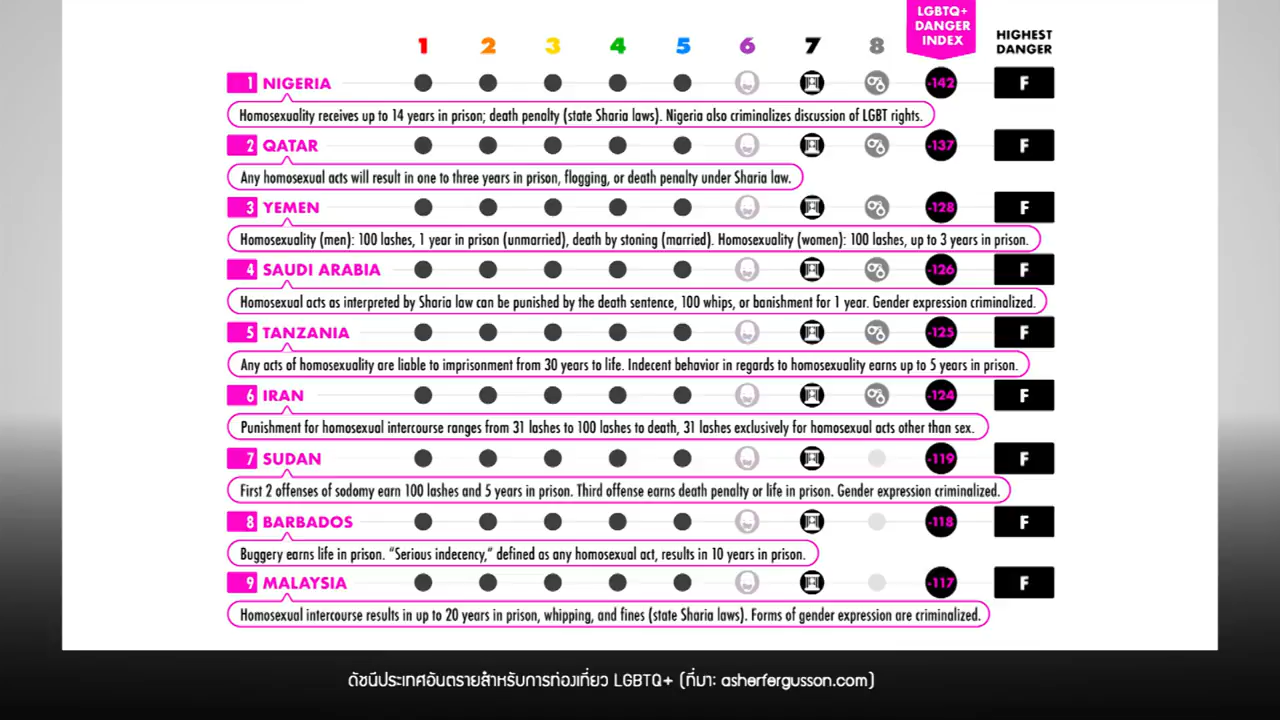 LGBTQ+
DANGER
INDEX
HIGHEST
DANGER
1 2 3 4 5 6 7 8
1 NIGERIA -142 F
Homosexuality receives up to 14 years in prison; death penalty (state Sharia laws). Nigeria also criminalizes discussion of LGBT rights.
2 QATAR -137 F
Any homosexual acts will result in one to three years in prison, flogging, or death penalty under Sharia law.
3 YEMEN -128 F
Homosexuality (men): 100 lashes, 1 year in prison (unmarried), death by stoning (married). Homosexuality (women): 100 lashes, up to 3 years in prison.
4 SAUDI ARABIA -126 F
Homosexual acts as interpreted by Sharia law can be punished by the death sentence, 100 whips, or banishment for 1 year. Gender expression criminalized.
5 TANZANIA -125 F
Any acts of homosexuality are liable to imprisonment from 30 years to life. Indecent behavior in regards to homosexuality earns up to 5 years in prison.
6 IRAN -124 F
Punishment for homosexual intercourse ranges from 31 lashes to 100 lashes to death, 31 lashes exclusively for homosexual acts other than sex.
7 SUDAN -119 F
First 2 offenses of sodomy earn 100 lashes and 5 years in prison. Third offense earns death penalty or life in prison. Gender expression criminalized.
8 BARBADOS -118 F
Buggery earns life in prison. "Serious indecency," defined as any homosexual act, results in 10 years in prison.
9 MALAYSIA -117 F
Homosexual intercourse results in up to 20 years in prison, whipping, and fines (state Sharia laws). Forms of gender expression are criminalized.
ดัชนีประเทศอันตรายสำหรับการท่องเที่ยว LGBTQ+ (ที่มา: asherfergusson.com)